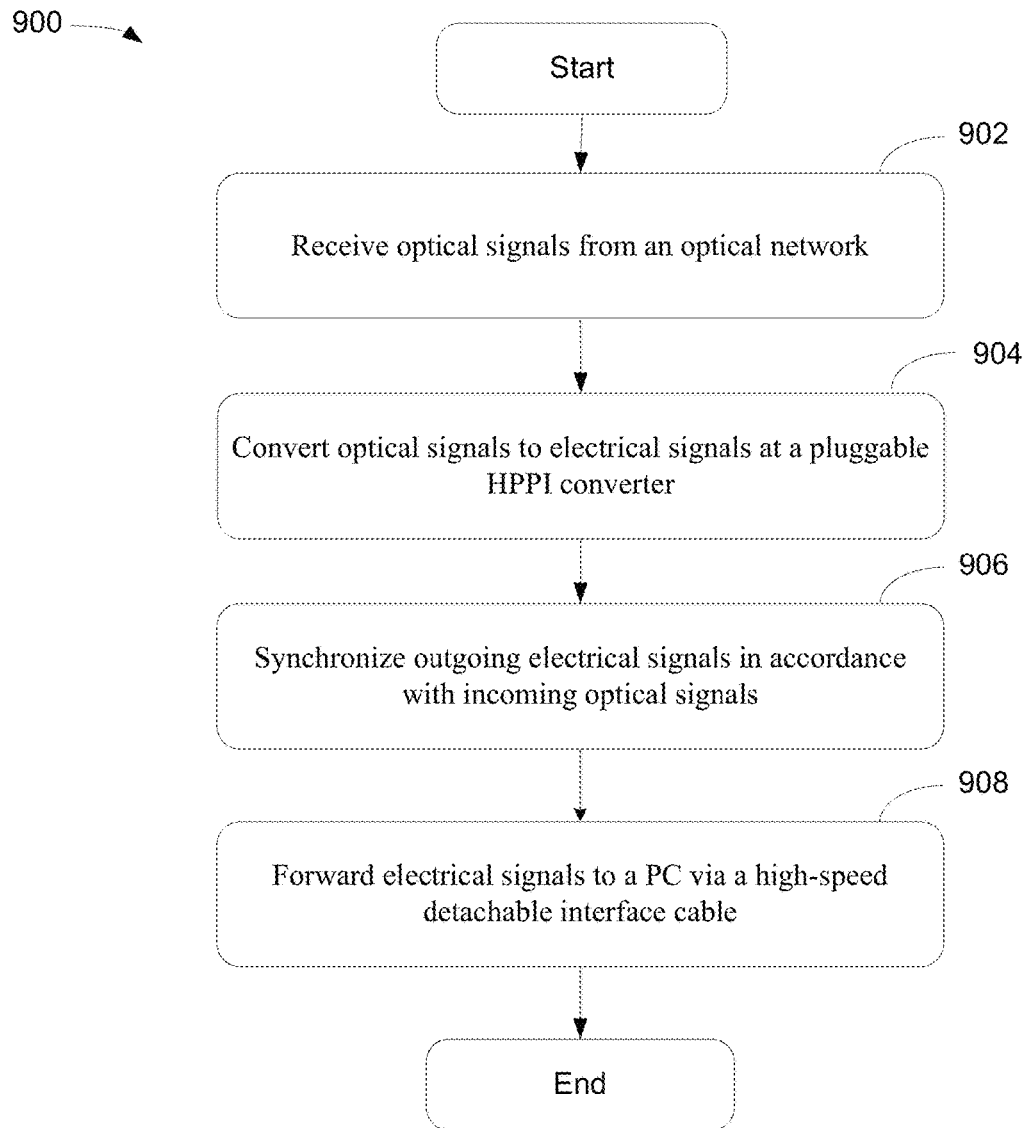 900
Start
902
Receive optical signals from an optical network
904
Convert optical signals to electrical signals at a pluggable
HPPI converter
906
Synchronize outgoing electrical signals in accordance
with incoming optical signals
908
Forward electrical signals to a PC via a high-speed
detachable interface cable
End